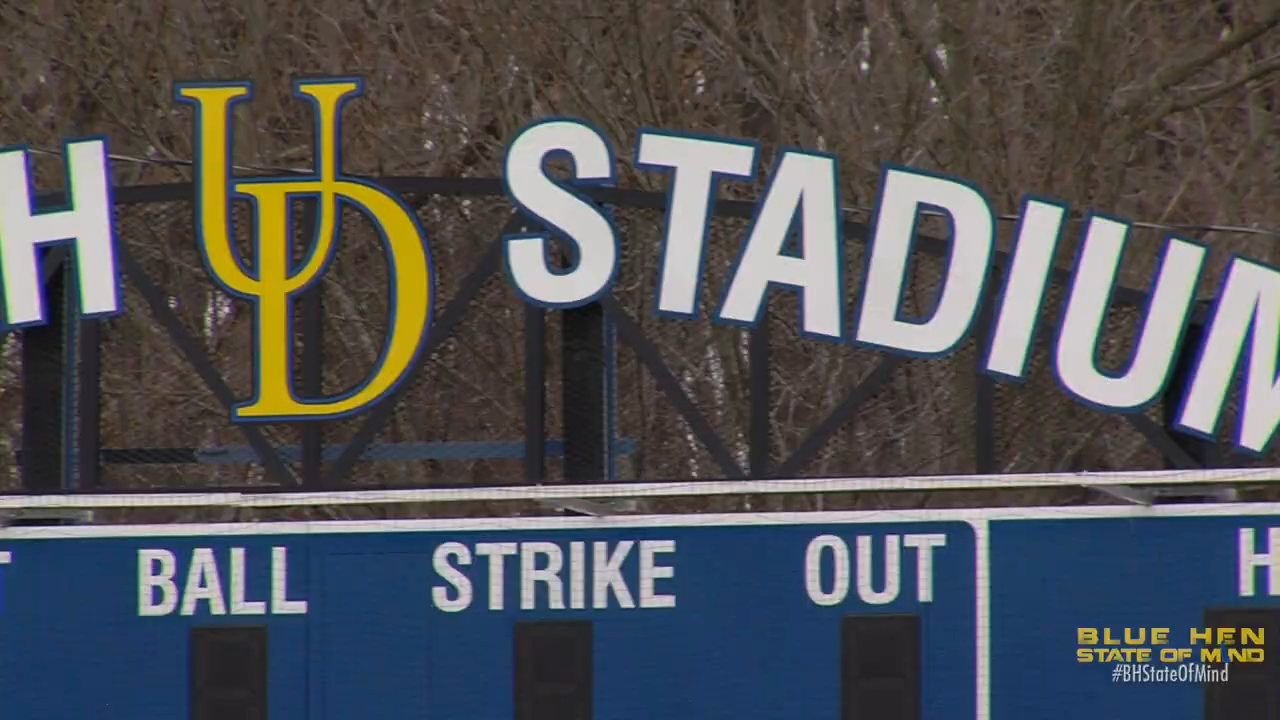 H UD STADIUM
BALL STRIKE OUT H
BLUE HEN
STATE OF MIND
#BHStateOfMind